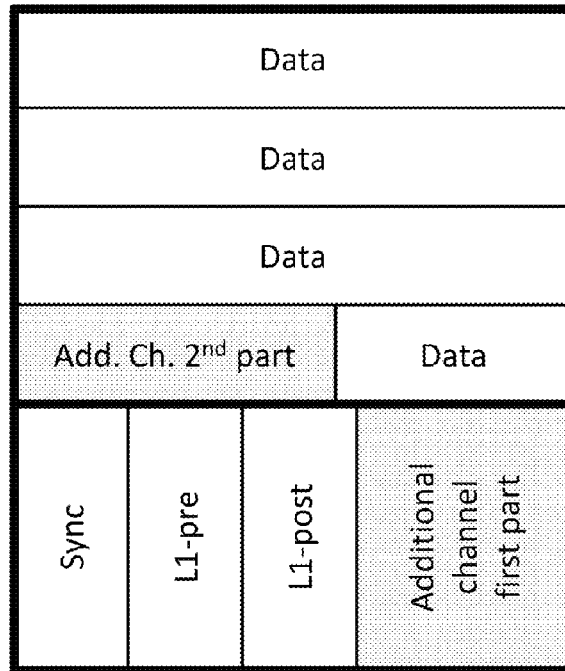 Data
Data
Data
Add. Ch. 2nd part
Data
Sync
L1-pre
L1-post
Additional
channel
first part